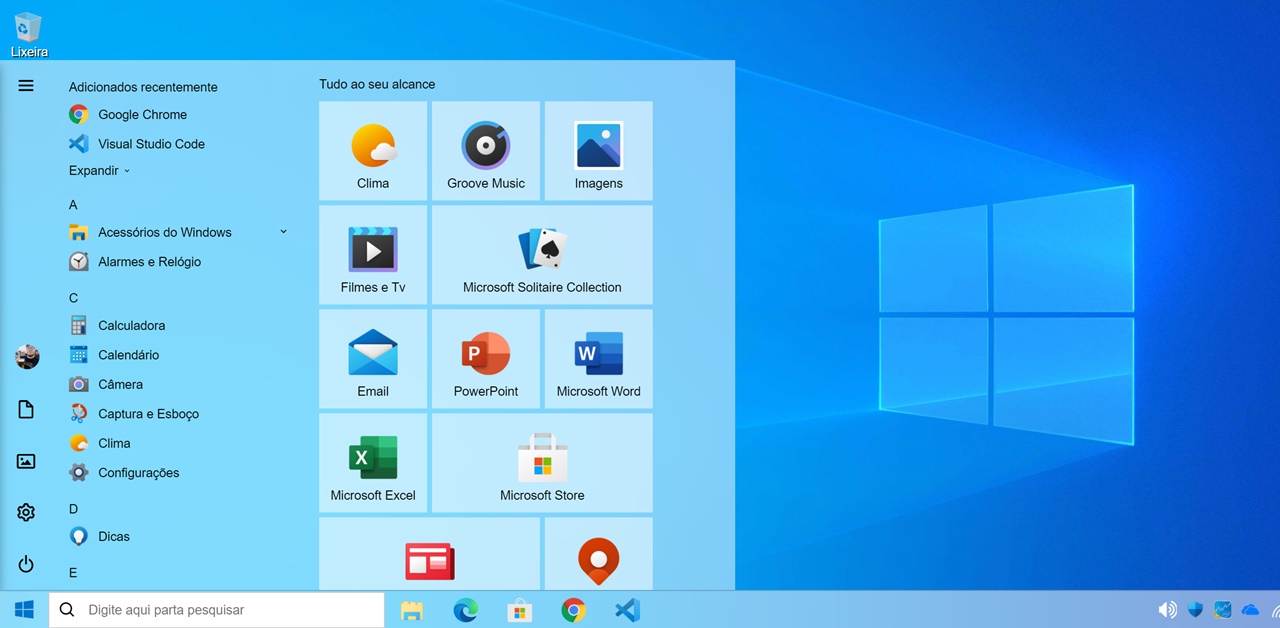 Lixeira
Adicionados recentemente
Google Chrome
Visual Studio Code
Expandir
A
Acessórios do Windows
Alarmes e Relógio
C
Calculadora
Calendário
Câmera
Captura e Esboço
Clima
Configurações
D
Dicas
E
Tudo ao seu alcance
Clima
Groove Music
Imagens
Filmes e Tv
Microsoft Solitaire Collection
Email
PowerPoint
Microsoft Word
Microsoft Excel
Microsoft Store
Digite aqui parta pesquisar